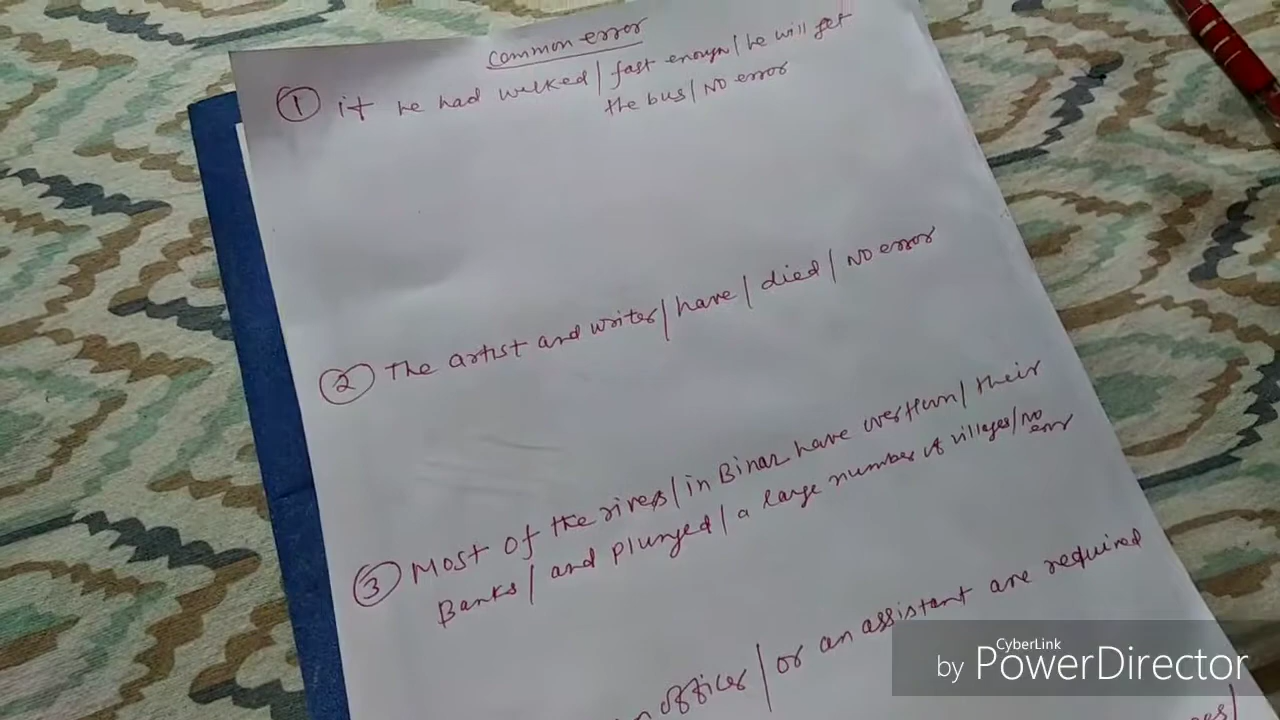 Common error
① if he had walked / fast enough / he will get
the bus / NO error
② The artist and writer / have / died / NO error
③ Most of the rivers / in Bihar have overflown / their
Banks / and plunged / a large number of villages / NO
error
officer / or an assistant are required
CyberLink
by PowerDirector